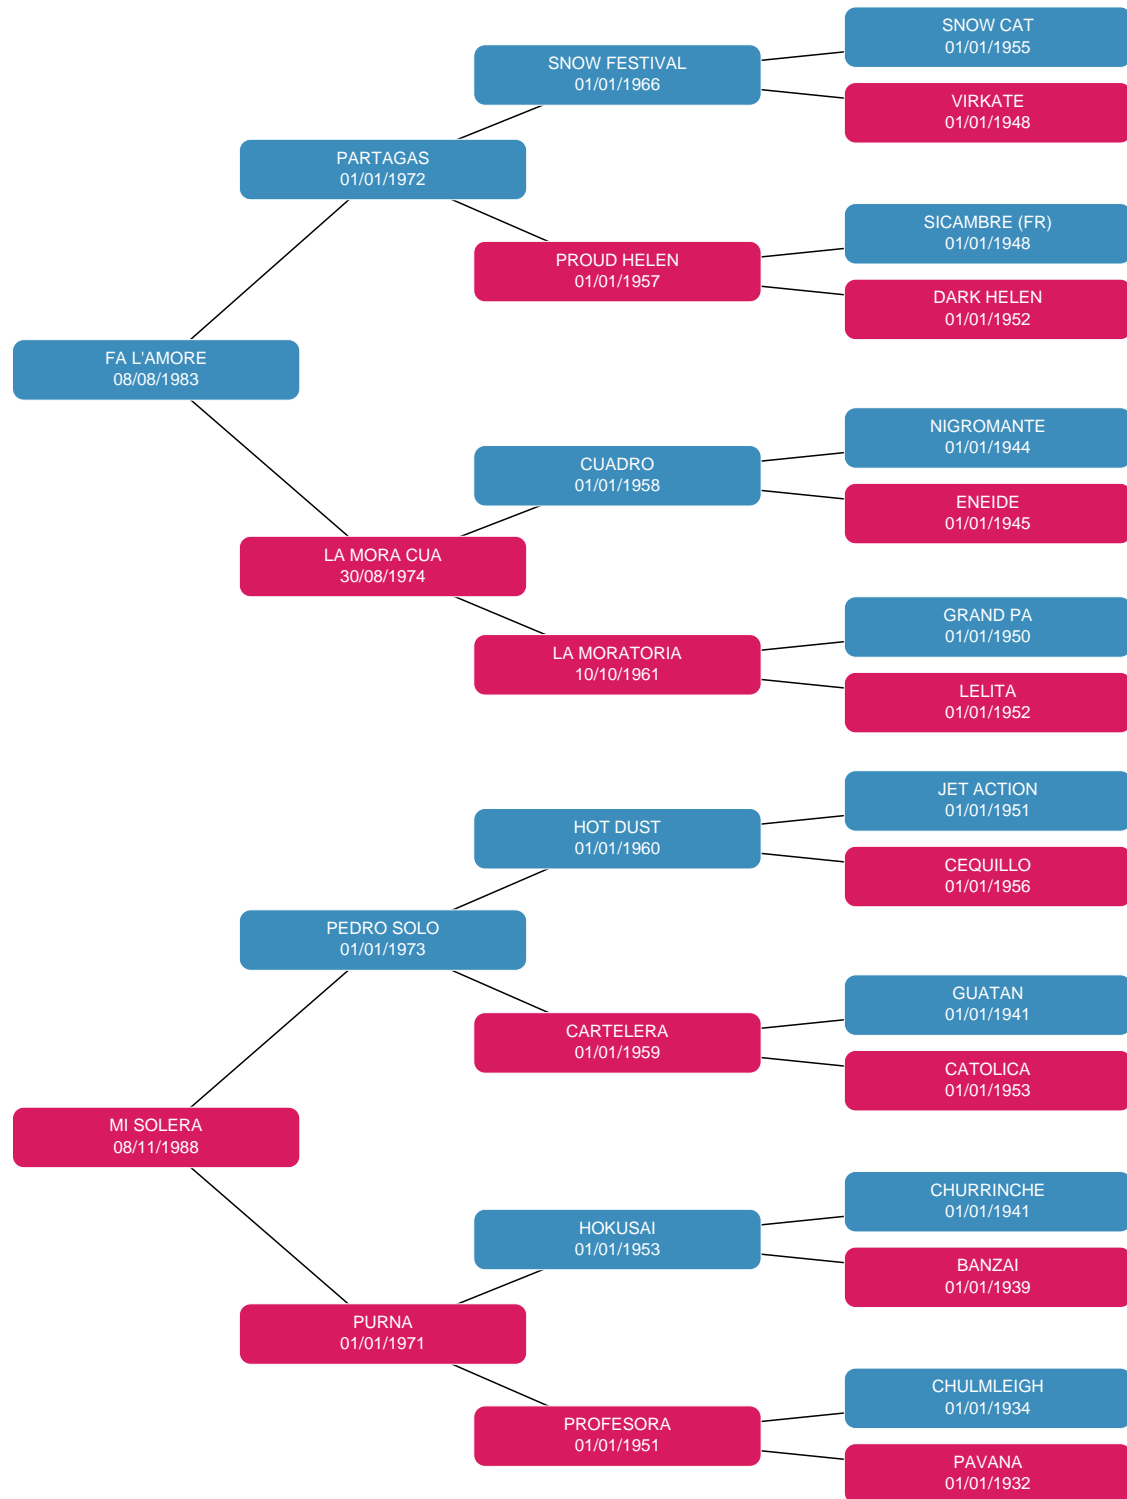 SNOW CAT
01/01/1955
SNOW FESTIVAL
01/01/1966
VIRKATE
01/01/1948
PARTAGAS
01/01/1972
SICAMBRE (FR)
01/01/1948
PROUD HELEN
01/01/1957
DARK HELEN
01/01/1952
FA L'AMORE
08/08/1983
NIGROMANTE
01/01/1944
CUADRO
01/01/1958
ENEIDE
01/01/1945
LA MORA CUA
30/08/1974
GRAND PA
01/01/1950
LA MORATORIA
10/10/1961
LELITA
01/01/1952
JET ACTION
01/01/1951
HOT DUST
01/01/1960
CEQUILLO
01/01/1956
PEDRO SOLO
01/01/1973
GUATAN
01/01/1941
CARTELERA
01/01/1959
CATOLICA
01/01/1953
MI SOLERA
08/11/1988
CHURRINCHE
01/01/1941
HOKUSAI
01/01/1953
BANZAI
01/01/1939
PURNA
01/01/1971
CHULMLEIGH
01/01/1934
PROFESORA
01/01/1951
PAVANA
01/01/1932